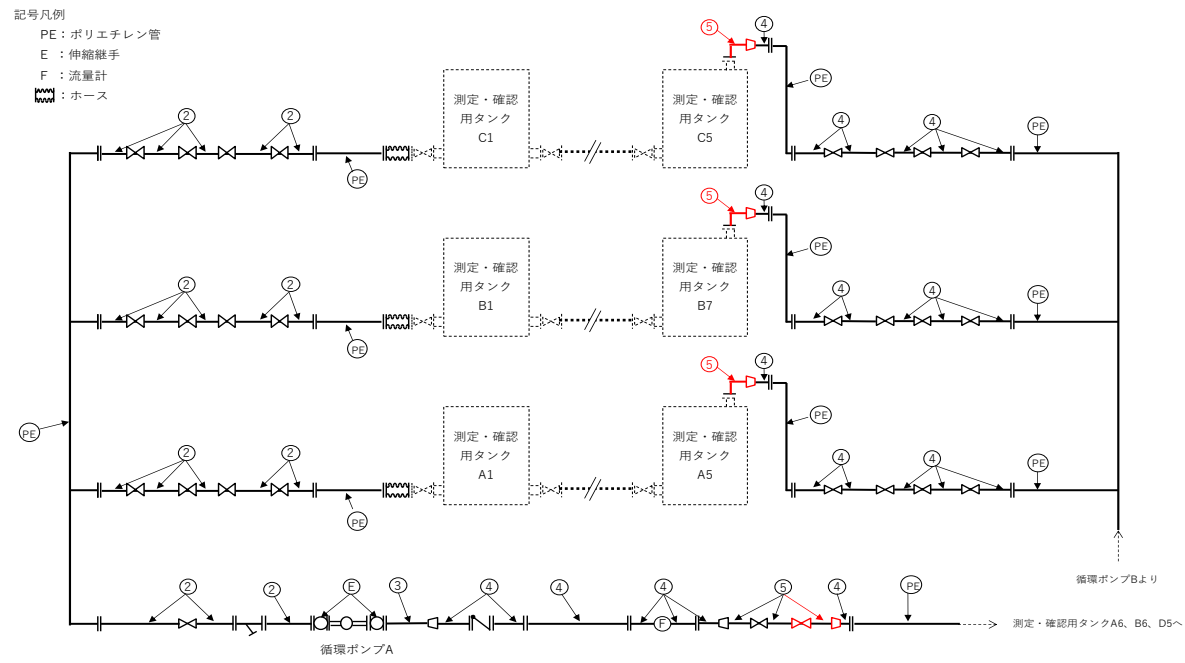 記号凡例
PE：ポリエチレン管
E ：伸縮継手
F ：流量計
：ホース
5
4
PE
2
2
測定・確認
用タンク
C1
測定・確認
用タンク
C5
4
4
PE
PE
5
4
PE
2
2
測定・確認
用タンク
B1
測定・確認
用タンク
B7
4
4
PE
PE
5
4
PE
PE
2
2
測定・確認
用タンク
A1
測定・確認
用タンク
A5
4
4
PE
PE
循環ポンプBより
2
2
E
3
4
4
4
5
4
PE
F
測定・確認用タンクA6、B6、D5へ
循環ポンプA